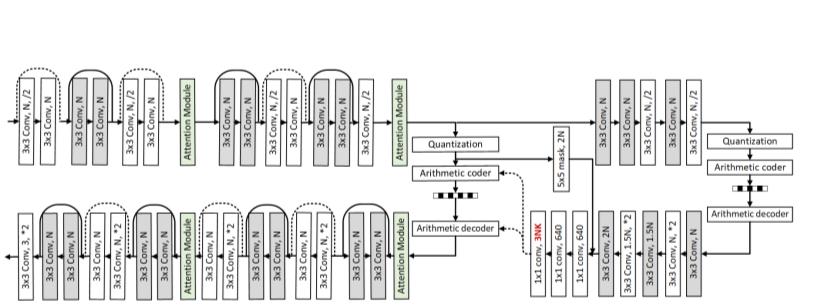 3x3 Conv, N, /2
3x3 Conv, N
3x3 Conv, N
3x3 Conv, N
3x3 Conv, N, /2
3x3 Conv, N
Attention Module
3x3 Conv, N
3x3 Conv, N
3x3 Conv, N, /2
3x3 Conv, N
3x3 Conv, N
3x3 Conv, N
3x3 Conv, N, /2
Attention Module
Quantization
Arithmetic coder
Arithmetic decoder
5x5 mask, 2N
3x3 Conv, N
3x3 Conv, N
3x3 Conv, N, /2
3x3 Conv, N
3x3 Conv, N, /2
Quantization
Arithmetic coder
Arithmetic decoder
3x3 Conv, 3, *2
3x3 Conv, N
3x3 Conv, N
3x3 Conv, N
3x3 Conv, N, *2
3x3 Conv, N
3x3 Conv, N
Attention Module
3x3 Conv, N
3x3 Conv, N, *2
3x3 Conv, N
3x3 Conv, N
3x3 Conv, N
3x3 Conv, N, *2
3x3 Conv, N
3x3 Conv, N
Attention Module
1x1 conv, 3NK
1x1 conv, 640
1x1 conv, 640
3x3 Conv, 2N
3x3 Conv, 1.5N, *2
3x3 Conv, 1.5N
3x3 Conv, N, *2
3x3 Conv, N